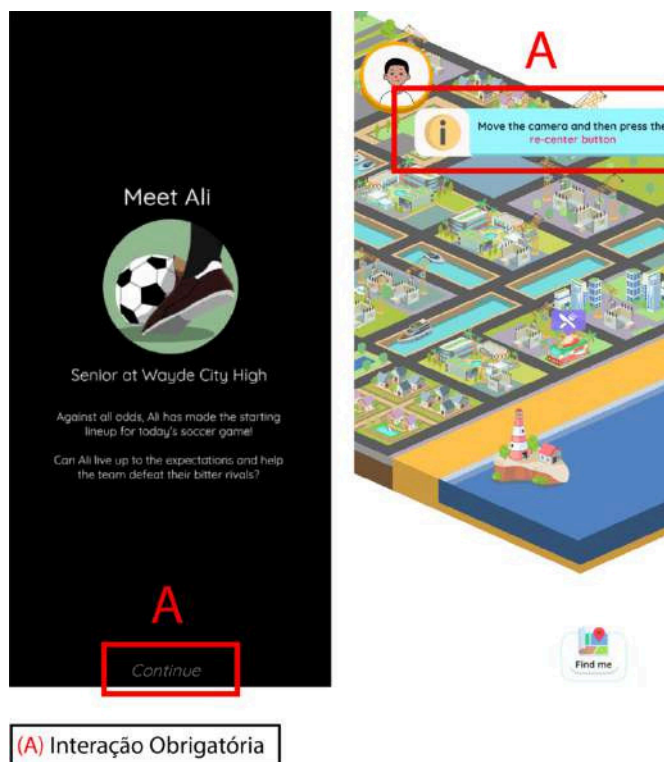 A
Move the camera and then press the
re-center button
Meet Ali
Senior at Wayde City High
Against all odds, Ali has made the starting
lineup for today's soccer game!
Can Ali live up to the expectations and help
the team defeat their bitter rivals?
A
Continue
Find me
(A) Interação Obrigatória